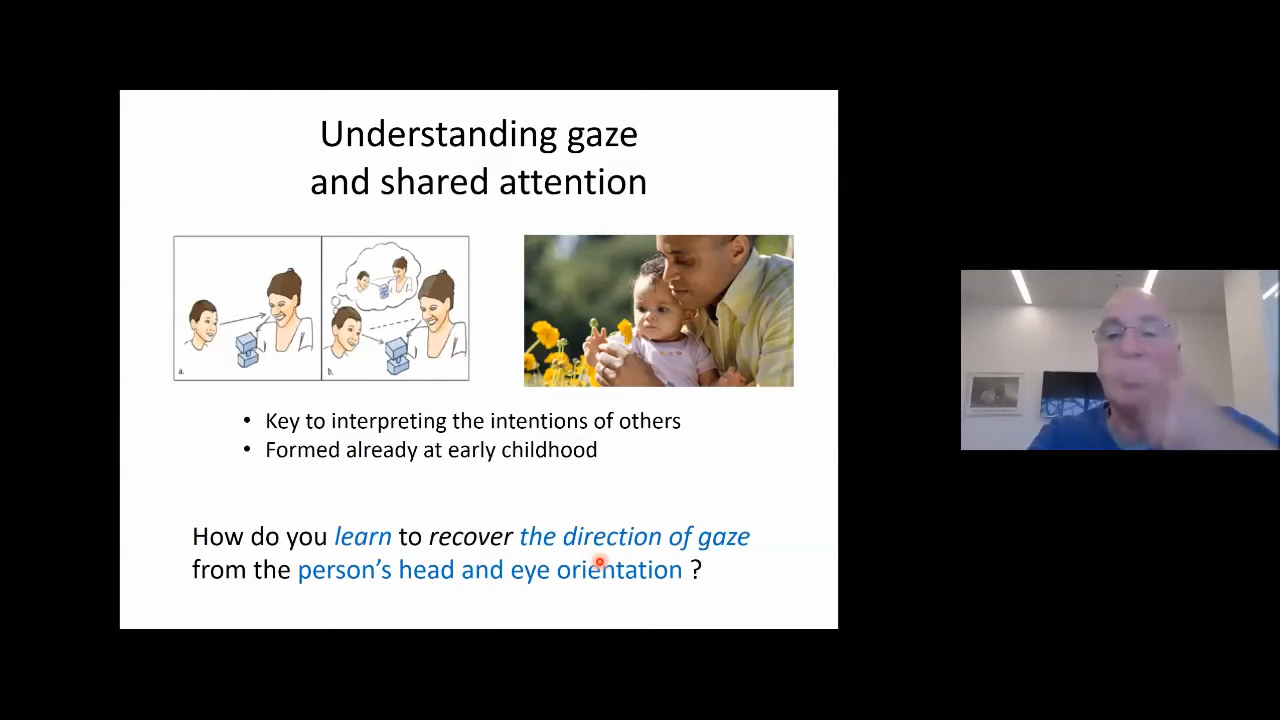 Understanding gaze
and shared attention
a.
b.
• Key to interpreting the intentions of others
• Formed already at early childhood
How do you learn to recover the direction of gaze
from the person's head and eye orientation ?